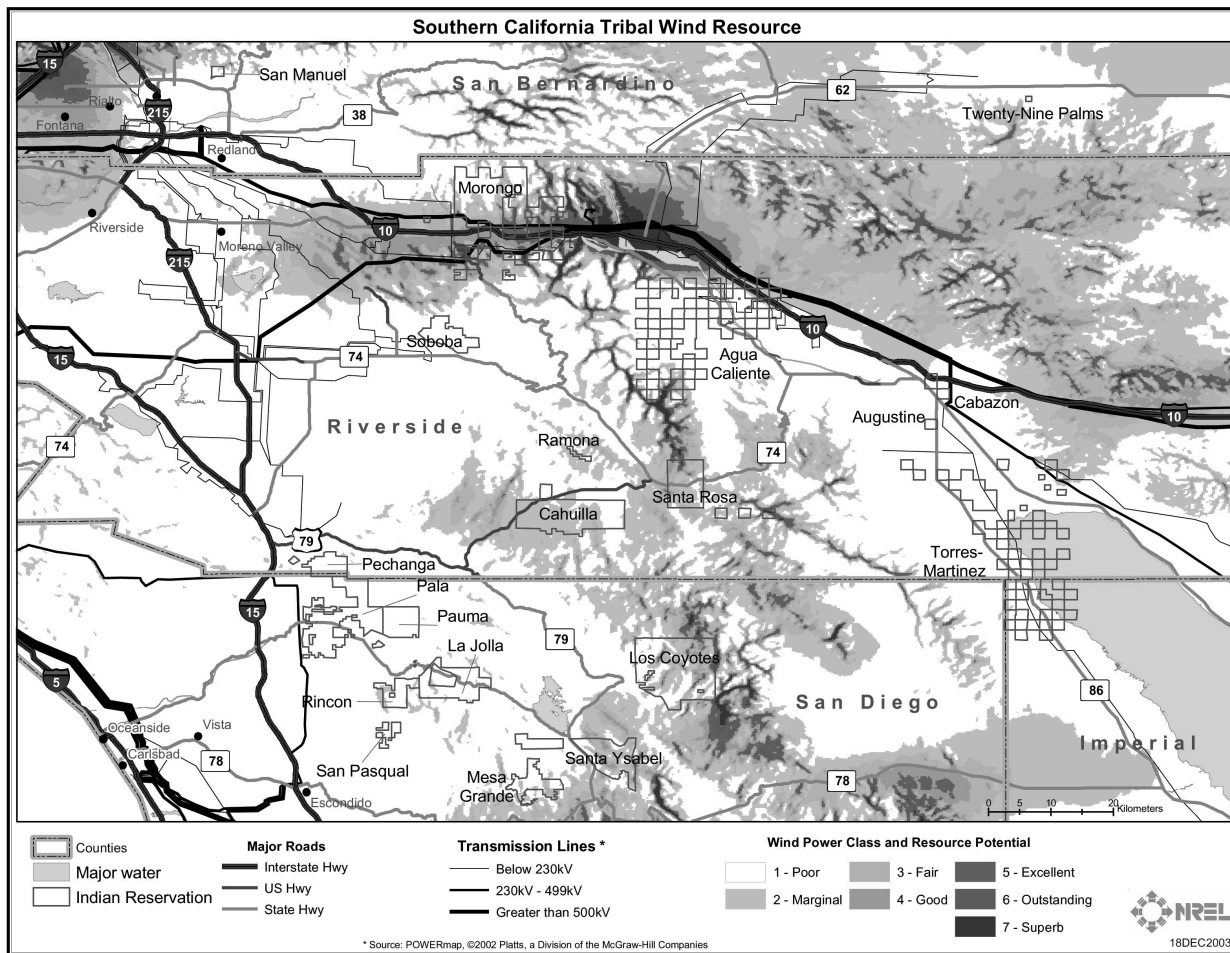 Southern California Tribal Wind Resource
15
San Manuel
San Bernardino
62
Rialto
215
38
Twenty-Nine Palms
Fontana
Redlands
Morongo
Riverside
10
Moreno Valley
215
10
Soboba
15
74
Agua
Caliente
Cabazon
Augustine
10
Riverside
74
Ramona
74
Santa Rosa
Cahuilla
79
Pechanga
Torres-
Martinez
Pala
Pauma
15
79
La Jolla
Los Coyotes
5
Rincon
San Diego
86
Oceanside
Vista
Imperial
Carlsbad
78
San Pasqual
Santa Ysabel
Mesa
Grande
78
Escondido
0 5 10 20
Kilometers
Counties
Major water
Indian Reservation
Major Roads
Interstate Hwy
US Hwy
State Hwy
Transmission Lines *
Below 230kV
230kV - 499kV
Greater than 500kV
* Source: POWERmap, ©2002 Platts, a Division of the McGraw-Hill Companies
Wind Power Class and Resource Potential
1 - Poor
2 - Marginal
3 - Fair
4 - Good
5 - Excellent
6 - Outstanding
7 - Superb
NREL
18DEC2003